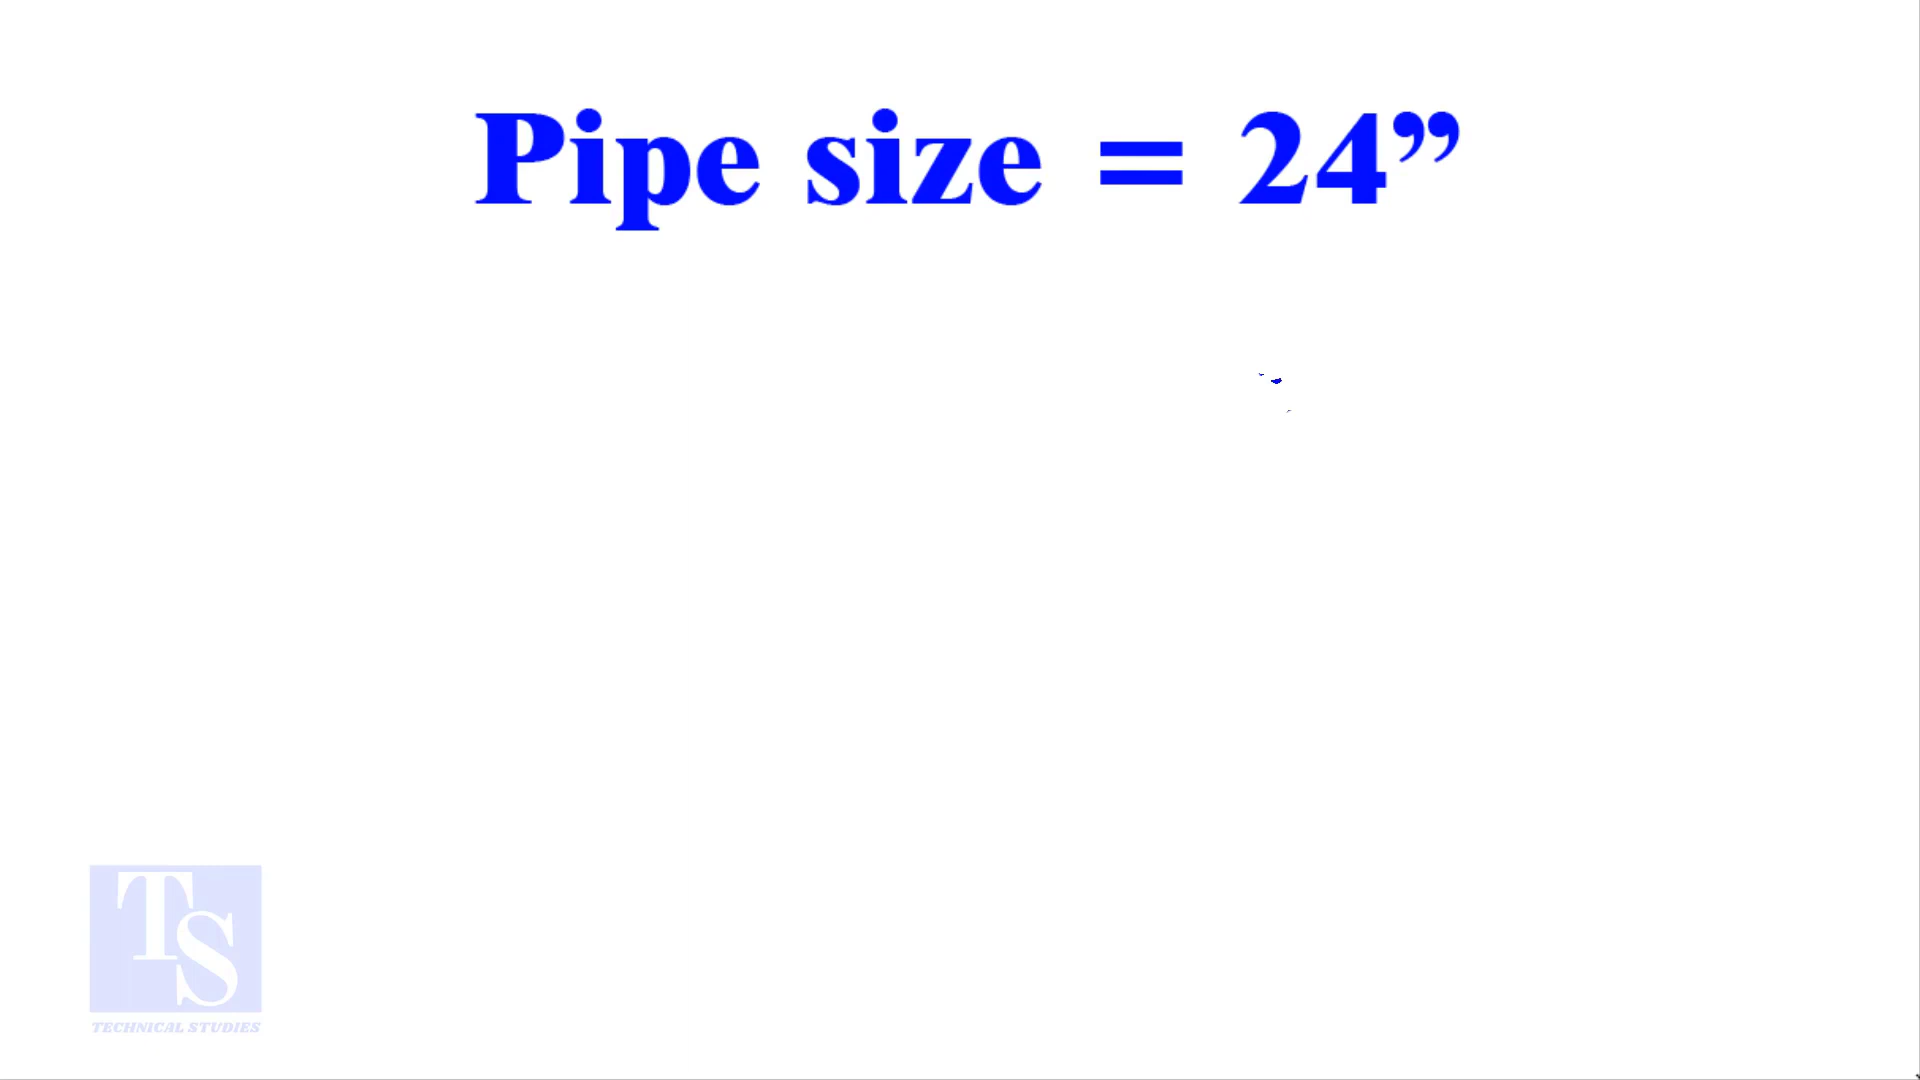 Pipe size = 24”
TS
TECHNICAL STUDIES